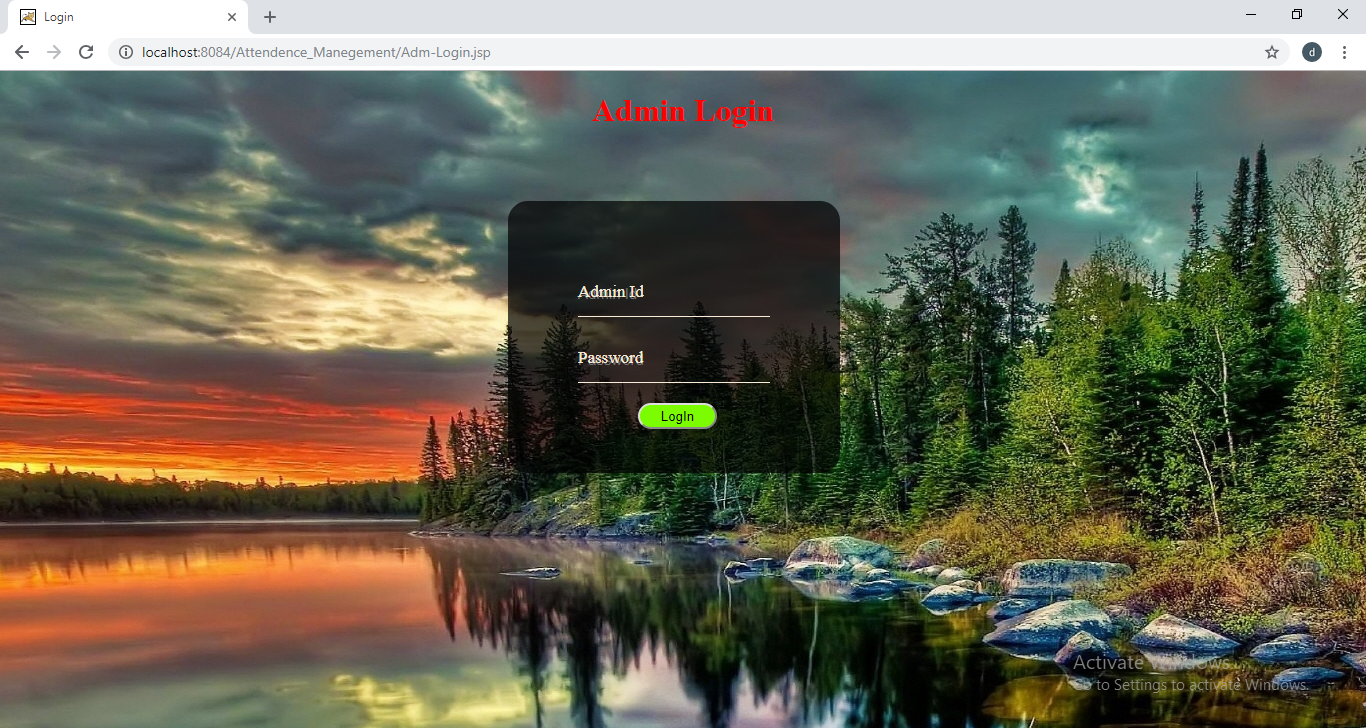 Login
localhost:8084/Attendence_Manegement/Adm-Login.jsp
d
Admin Login
Admin Id
Password
LogIn
Activate Windows
Go to Settings to activate Windows.